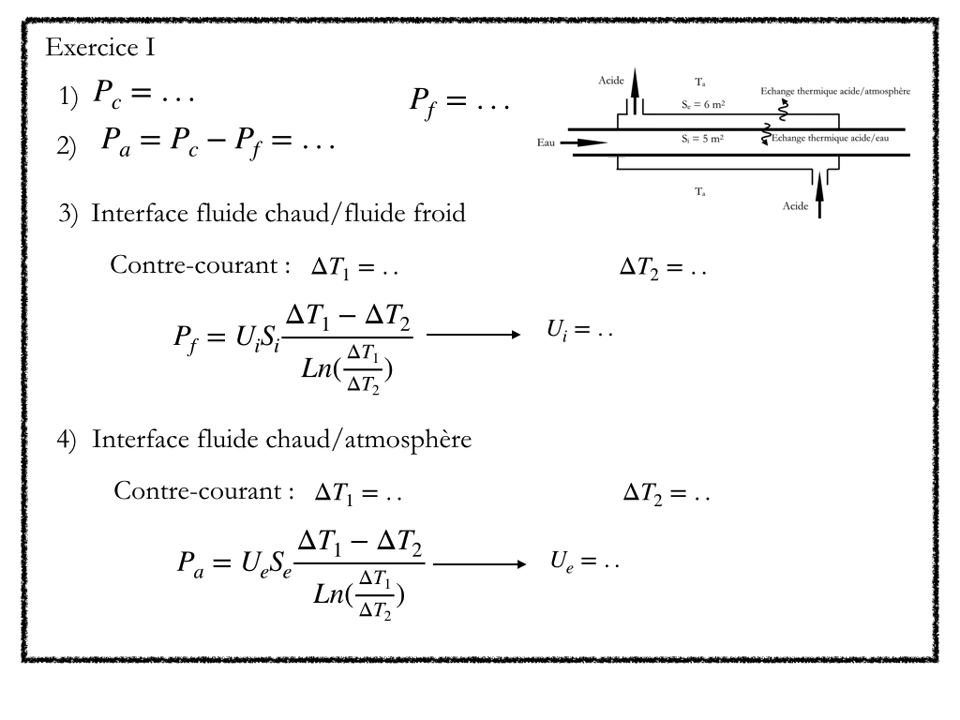 Exercice I
1) P_c = ... P_f = ...
2) P_a = P_c − P_f = ...
Acide
T_a
Echange thermique acide/atmosphère
S_e = 6 m²
Eau
S_i = 5 m²
Echange thermique acide/eau
T_a
Acide
3) Interface fluide chaud/fluide froid
Contre-courant : ΔT_1 = .. ΔT_2 = ..
P_f = U_i S_i (ΔT_1 − ΔT_2) / Ln(ΔT_1/ΔT_2) ⟶ U_i = ..
4) Interface fluide chaud/atmosphère
Contre-courant : ΔT_1 = .. ΔT_2 = ..
P_a = U_e S_e (ΔT_1 − ΔT_2) / Ln(ΔT_1/ΔT_2) ⟶ U_e = ..